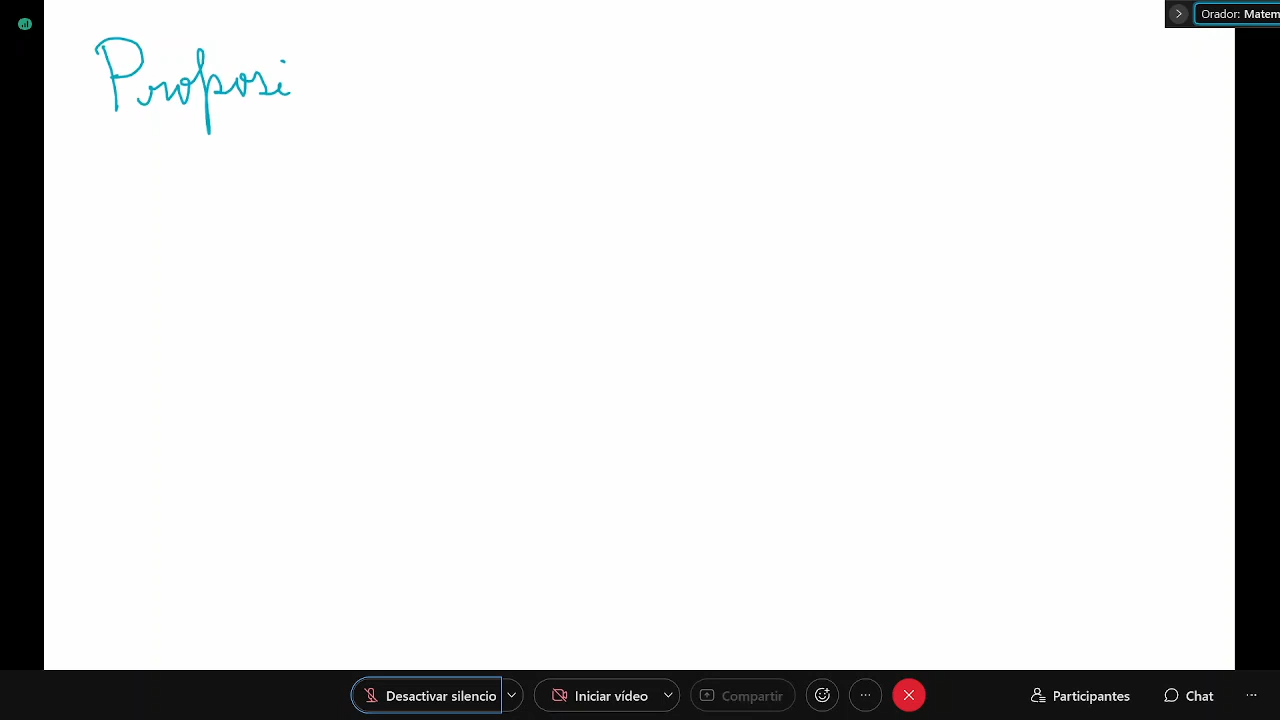 Orador: Matem
Proposi
Desactivar silencio
Iniciar vídeo
Compartir
Participantes
Chat